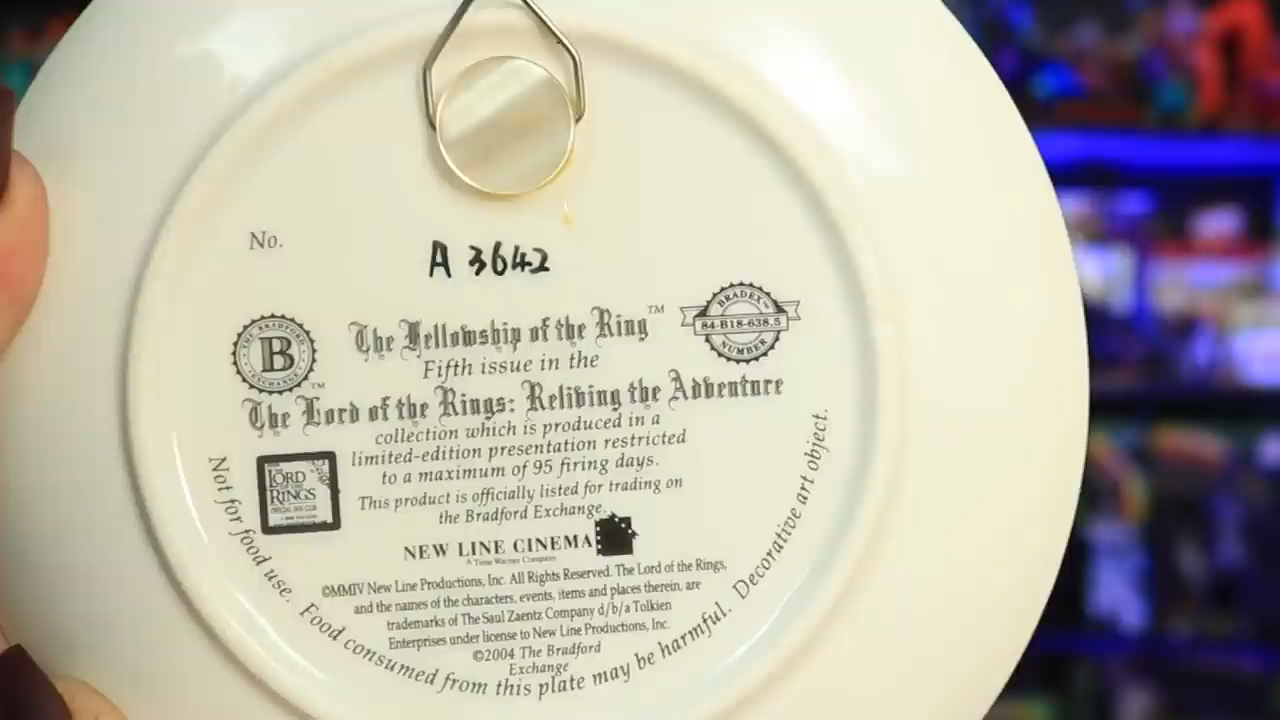 No.
A 3642
THE BRADFORD
B
EXCHANGE
TM
The Fellowship of the Ring™
BRADEX™
84-B18-638.5
NUMBER
Fifth issue in the
The Lord of the Rings: Reliving the Adventure
collection which is produced in a
limited-edition presentation restricted
to a maximum of 95 firing days.
This product is officially listed for trading on
the Bradford Exchange.
THE
LORD
OF THE
RINGS
OFFICIAL FAN CLUB
NEW LINE CINEMA
A Time Warner Company
©MMIV New Line Productions, Inc. All Rights Reserved. The Lord of the Rings,
and the names of the characters, events, items and places therein, are
trademarks of The Saul Zaentz Company d/b/a Tolkien
Enterprises under license to New Line Productions, Inc.
©2004 The Bradford
Exchange
Not for food use. Food consumed from this plate may be harmful. Decorative art object.